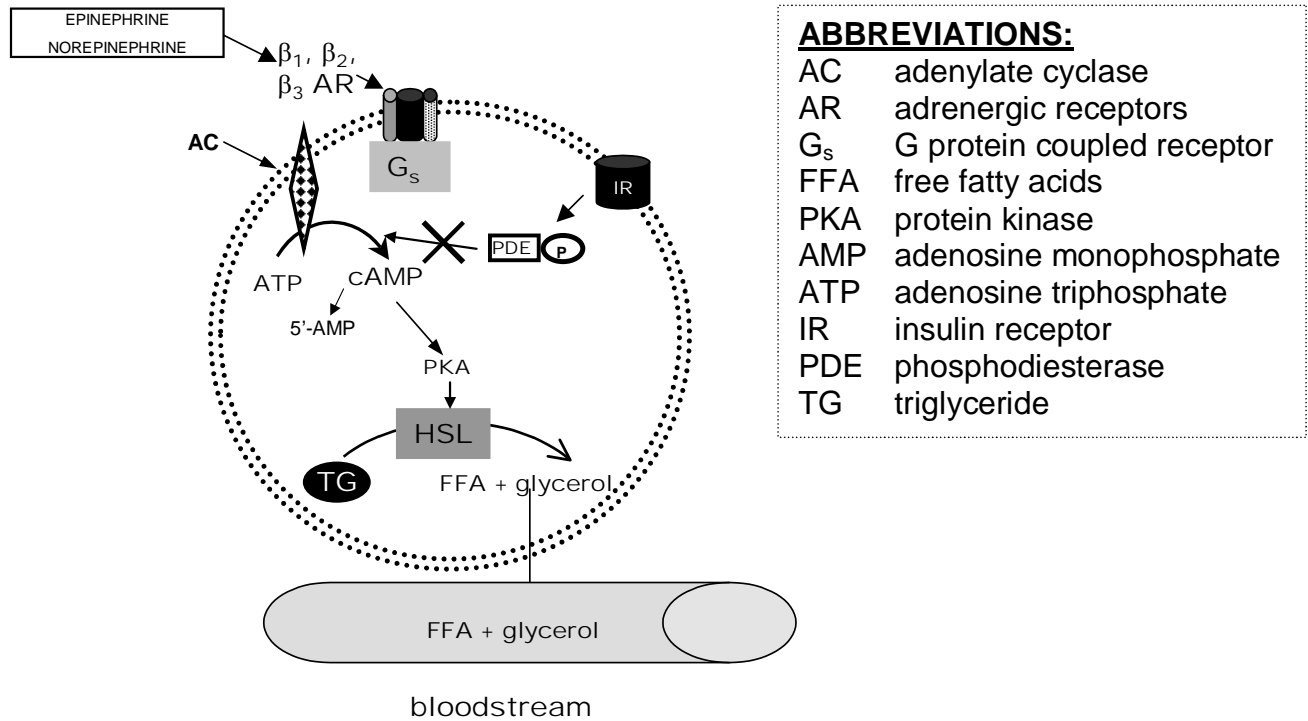 EPINEPHRINE
NOREPINEPHRINE
β₁, β₂,
β₃ AR
AC
Gₛ
IR
PDE P
ATP
cAMP
5'-AMP
PKA
HSL
TG
FFA + glycerol
FFA + glycerol
bloodstream
ABBREVIATIONS:
AC adenylate cyclase
AR adrenergic receptors
Gₛ G protein coupled receptor
FFA free fatty acids
PKA protein kinase
AMP adenosine monophosphate
ATP adenosine triphosphate
IR insulin receptor
PDE phosphodiesterase
TG triglyceride